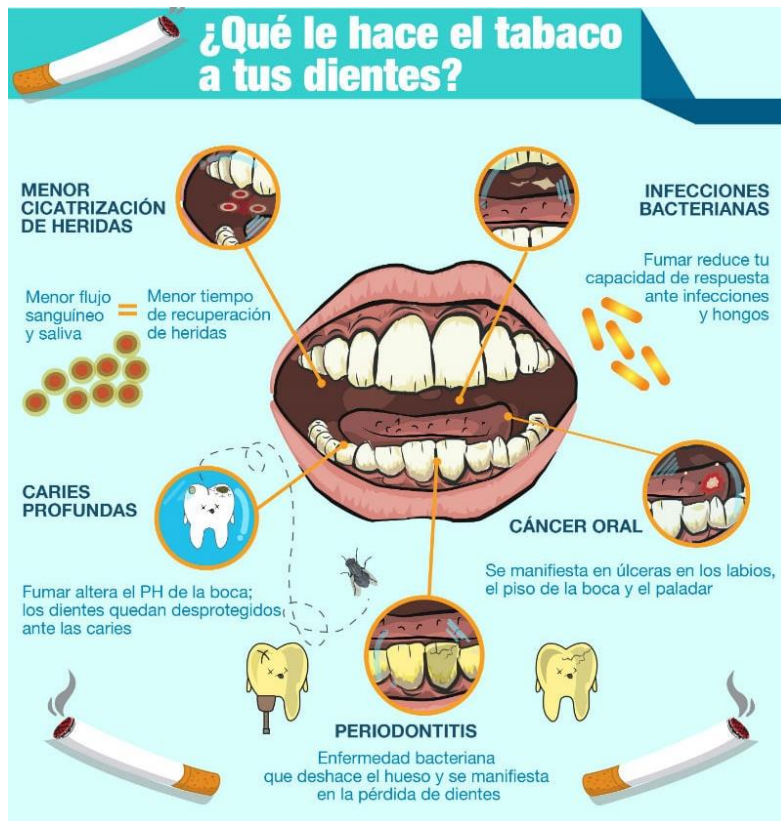 ¿Qué le hace el tabaco
a tus dientes?
MENOR
CICATRIZACIÓN
DE HERIDAS
Menor flujo
sanguíneo
y saliva
=
Menor tiempo
de recuperación
de heridas
INFECCIONES
BACTERIANAS
Fumar reduce tu
capacidad de respuesta
ante infecciones
y hongos
CARIES
PROFUNDAS
Fumar altera el PH de la boca;
los dientes quedan desprotegidos
ante las caries
CÁNCER ORAL
Se manifiesta en úlceras en los labios,
el piso de la boca y el paladar
PERIODONTITIS
Enfermedad bacteriana
que deshace el hueso y se manifiesta
en la pérdida de dientes